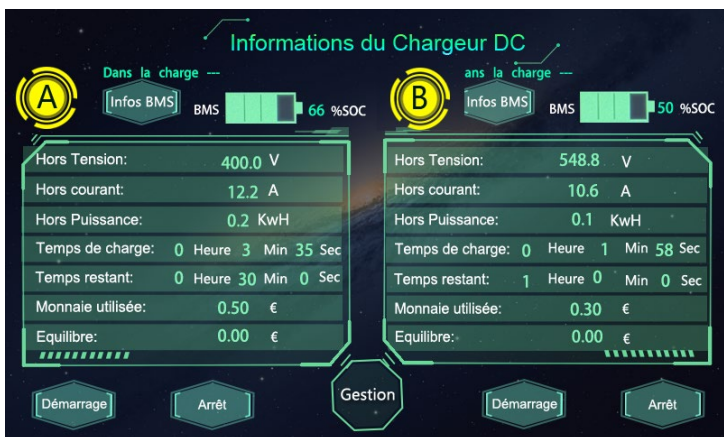 Informations du Chargeur DC
Dans la charge ---
A
Infos BMS
BMS
66 %SOC
Hors Tension: 400.0 V
Hors courant: 12.2 A
Hors Puissance: 0.2 KwH
Temps de charge: 0 Heure 3 Min 35 Sec
Temps restant: 0 Heure 30 Min 0 Sec
Monnaie utilisée: 0.50 €
Equilibre: 0.00 €
Démarrage
Arrêt
ans la charge ---
B
Infos BMS
BMS
50 %SOC
Hors Tension: 548.8 V
Hors courant: 10.6 A
Hors Puissance: 0.1 KwH
Temps de charge: 0 Heure 1 Min 58 Sec
Temps restant: 1 Heure 0 Min 0 Sec
Monnaie utilisée: 0.30 €
Equilibre: 0.00 €
Gestion
Démarrage
Arrêt